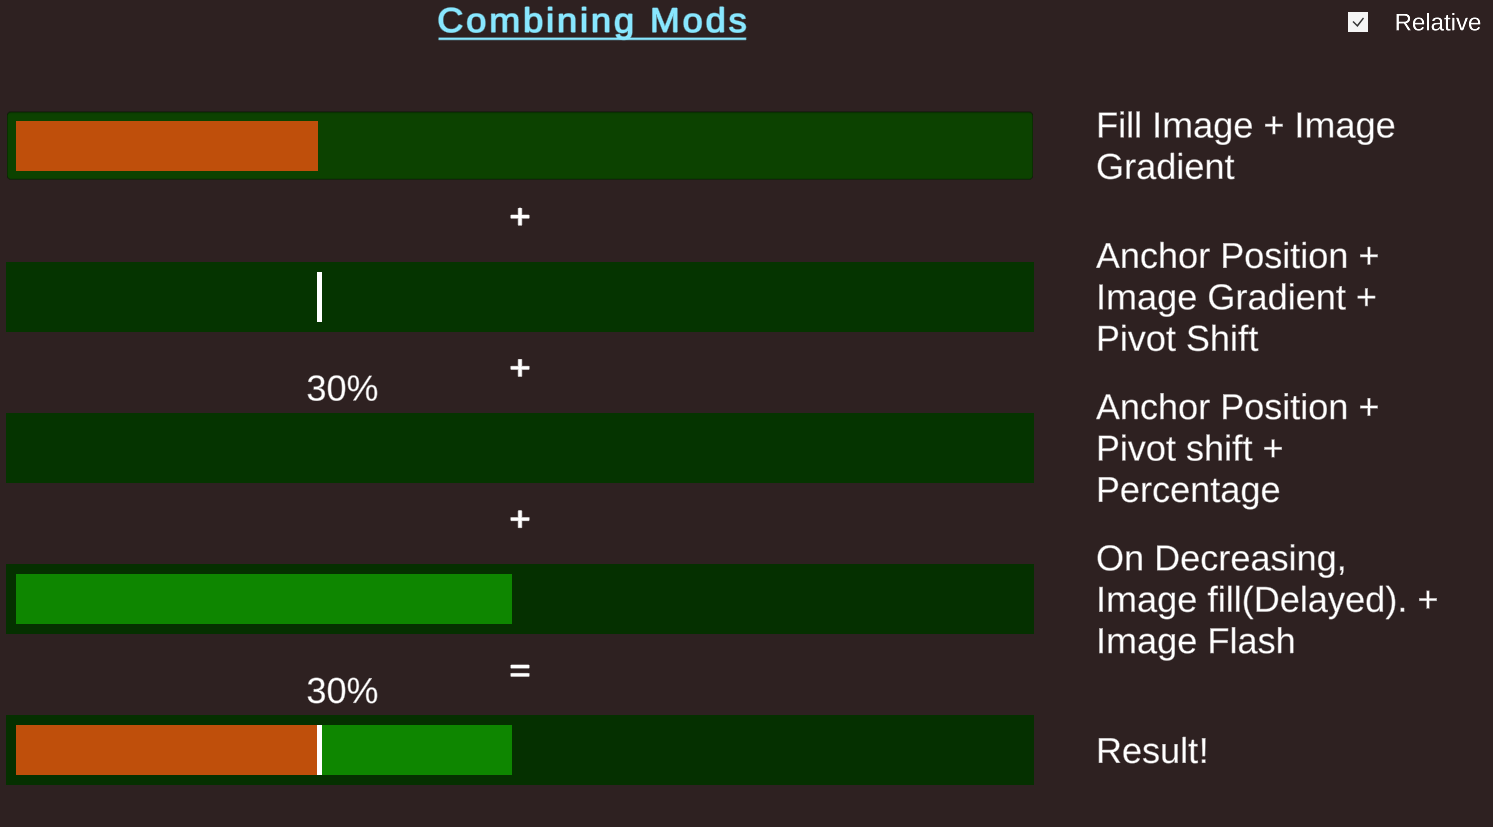 Combining Mods
Relative
Fill Image + Image
Gradient
+
Anchor Position +
Image Gradient +
Pivot Shift
+
30%
Anchor Position +
Pivot shift +
Percentage
+
On Decreasing,
Image fill(Delayed). +
Image Flash
=
30%
Result!